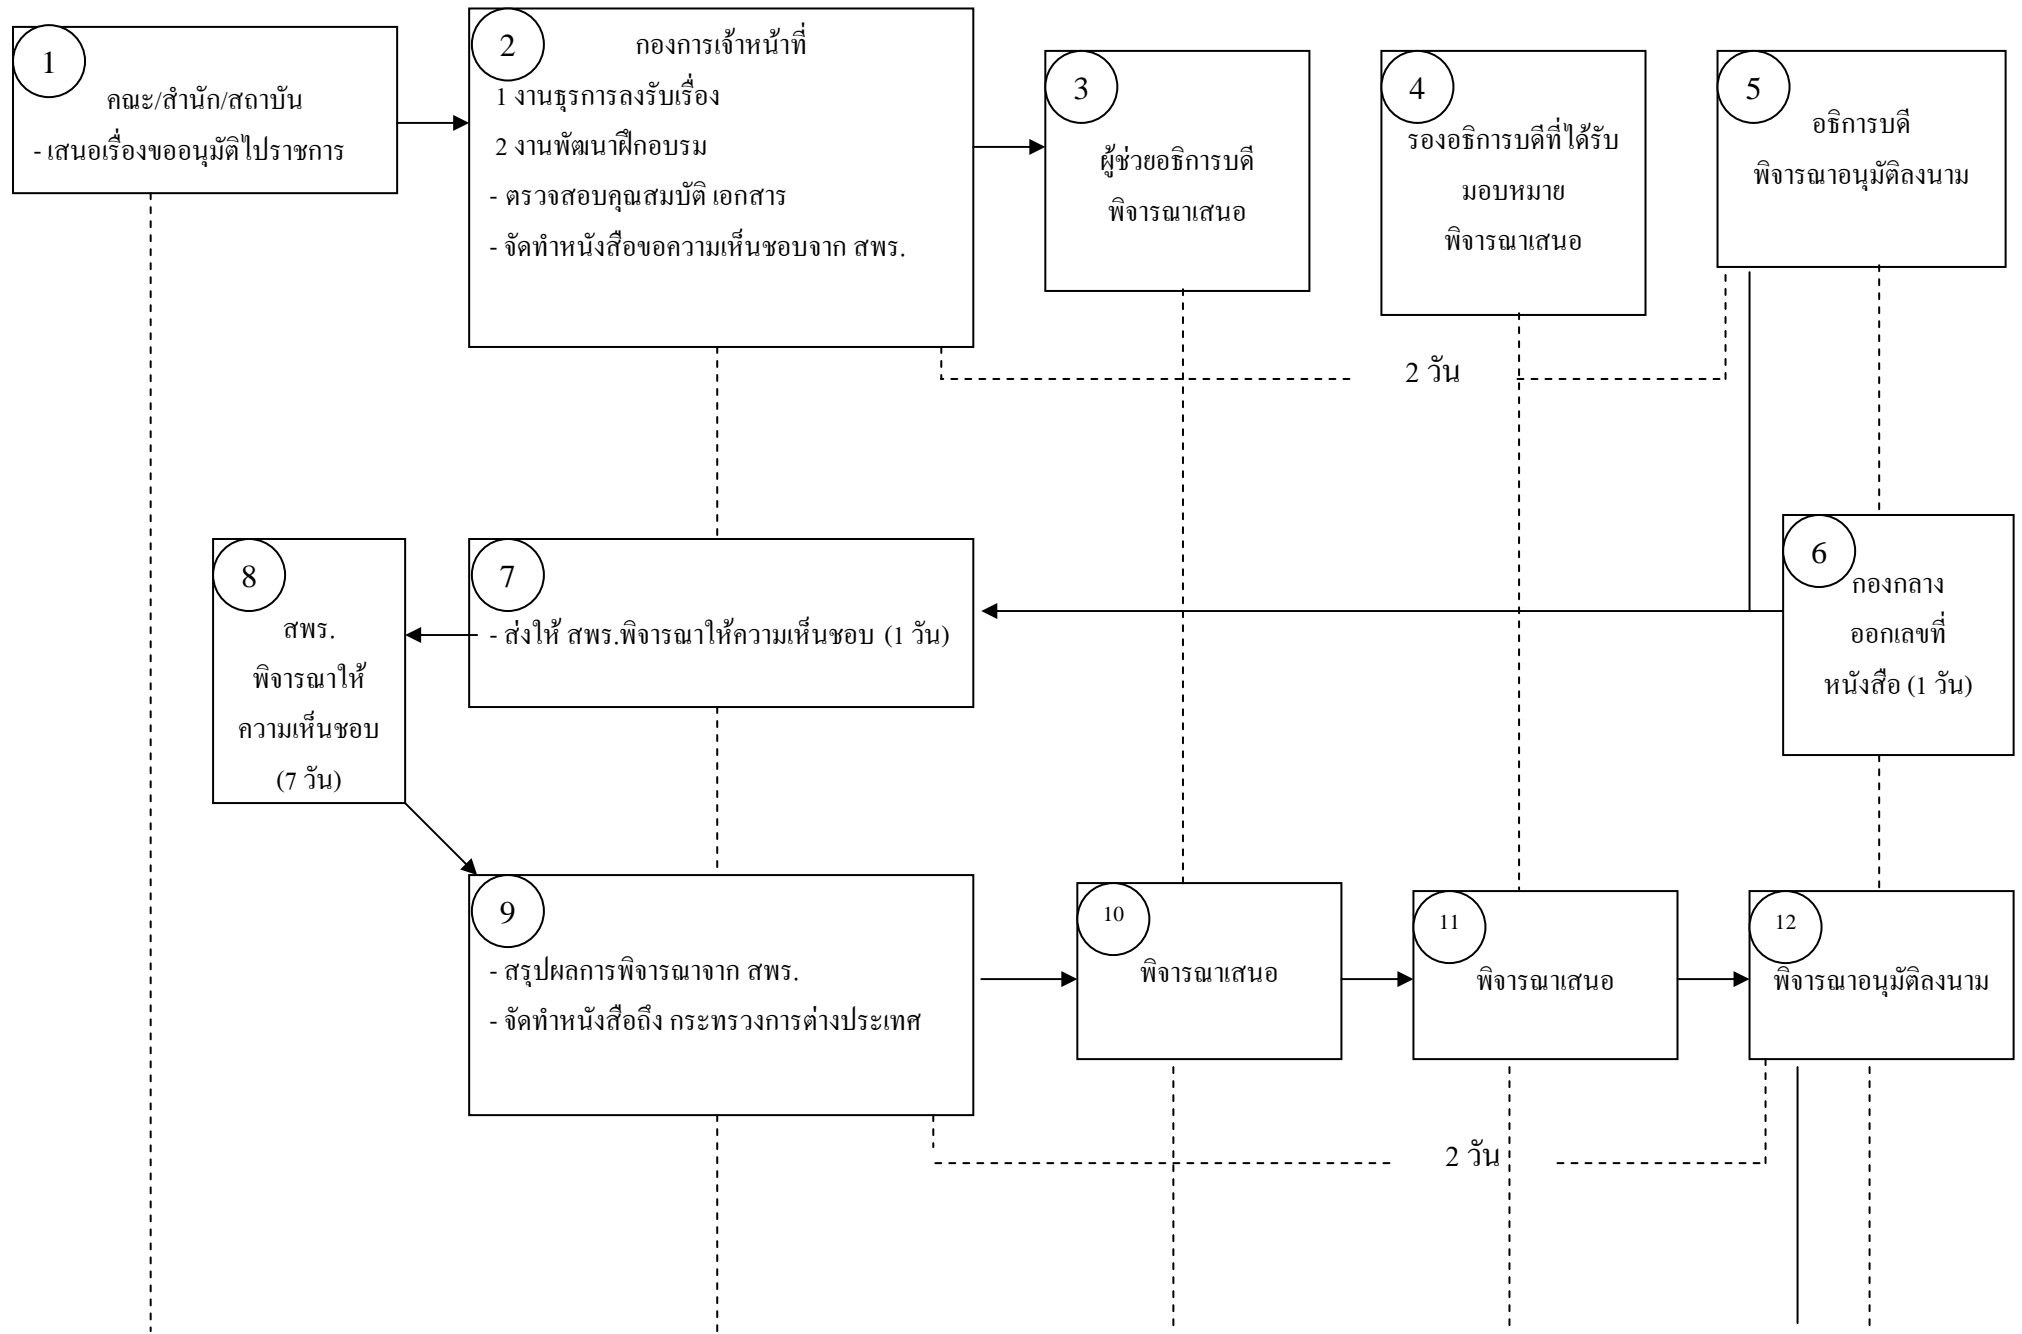 1
คณะ/สำนัก/สถาบัน
- เสนอเรื่องขออนุมัติไปราชการ
2
กองการเจ้าหน้าที่
1 งานธุรการลงรับเรื่อง
2 งานพัฒนาฝึกอบรม
- ตรวจสอบคุณสมบัติ เอกสาร
- จัดทำหนังสือขอความเห็นชอบจาก สพร.
3
ผู้ช่วยอธิการบดี
พิจารณาเสนอ
4
รองอธิการบดีที่ได้รับ
มอบหมาย
พิจารณาเสนอ
5
อธิการบดี
พิจารณาอนุมัติลงนาม
2 วัน
6
กองกลาง
ออกเลขที่
หนังสือ (1 วัน)
7
- ส่งให้ สพร.พิจารณาให้ความเห็นชอบ (1 วัน)
8
สพร.
พิจารณาให้
ความเห็นชอบ
(7 วัน)
9
- สรุปผลการพิจารณาจาก สพร.
- จัดทำหนังสือถึง กระทรวงการต่างประเทศ
10
พิจารณาเสนอ
11
พิจารณาเสนอ
12
พิจารณาอนุมัติลงนาม
2 วัน